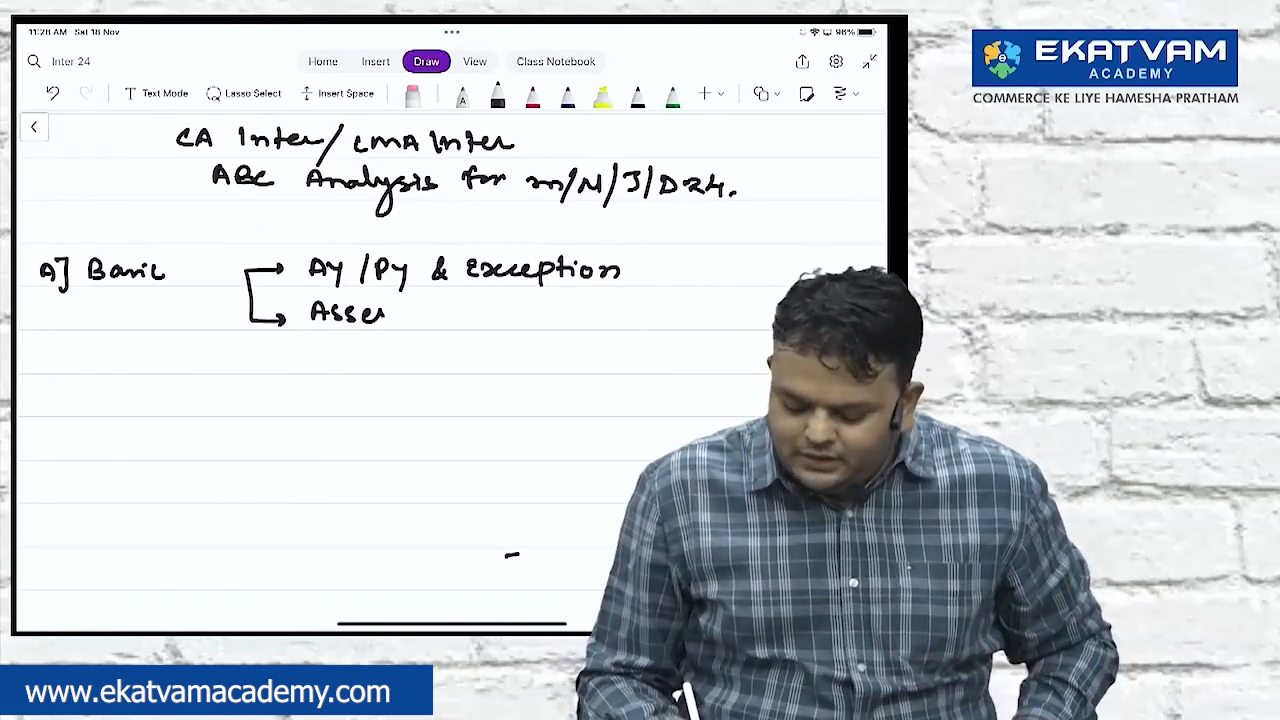 11:28 AM Sat 18 Nov
96%
Inter 24
Home Insert Draw View Class Notebook
Text Mode Lasso Select Insert Space
CA Inter/CMA Inter
ABC Analysis for m/N/J/D24.
A] Basic
AY/PY & Exception
Asses
EKATVAM
ACADEMY
COMMERCE KE LIYE HAMESHA PRATHAM
www.ekatvamacademy.com